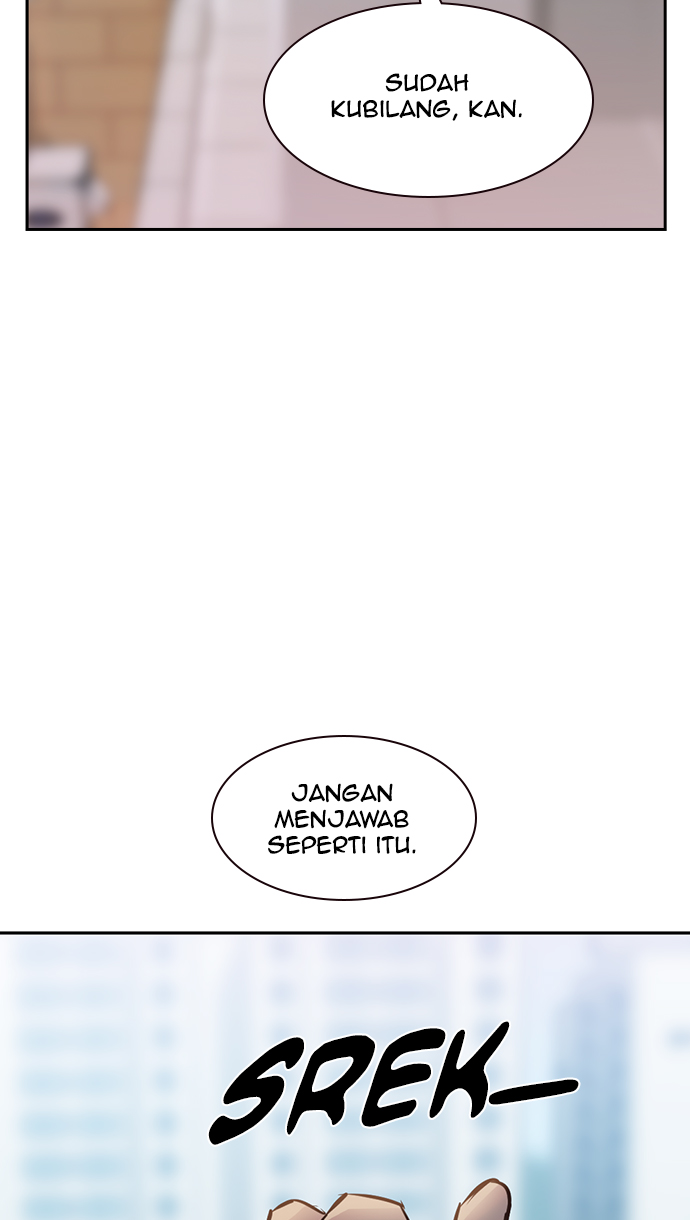 SUDAH
KUBILANG, KAN.
JANGAN
MENJAWAB
SEPERTI ITU.
SREK—